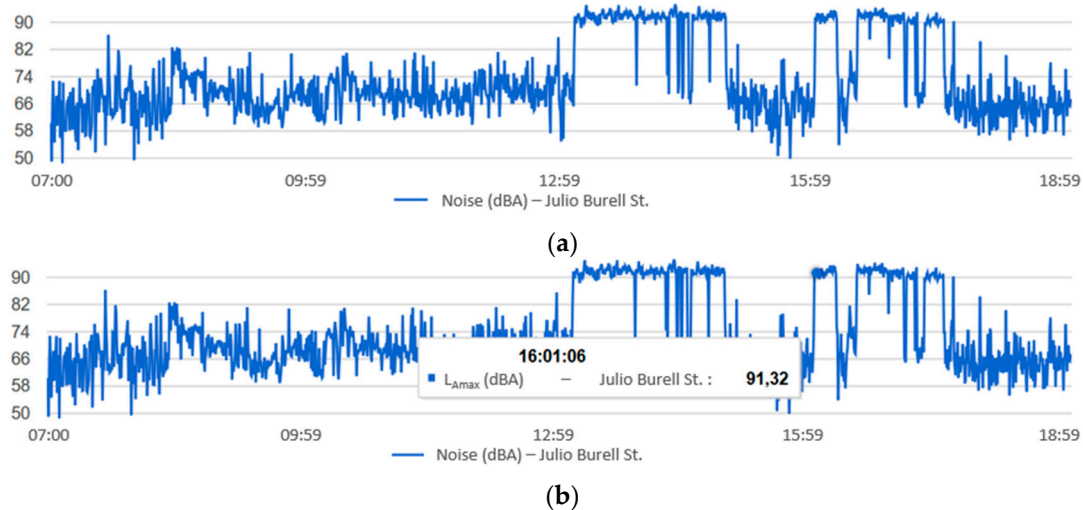 90
82
74
66
58
50
07:00 09:59 12:59 15:59 18:59
Noise (dBA) – Julio Burell St.
(a)
90
82
74
66
58
50
16:01:06
LAmax (dBA) – Julio Burell St. : 91,32
07:00 09:59 12:59 15:59 18:59
Noise (dBA) – Julio Burell St.
(b)